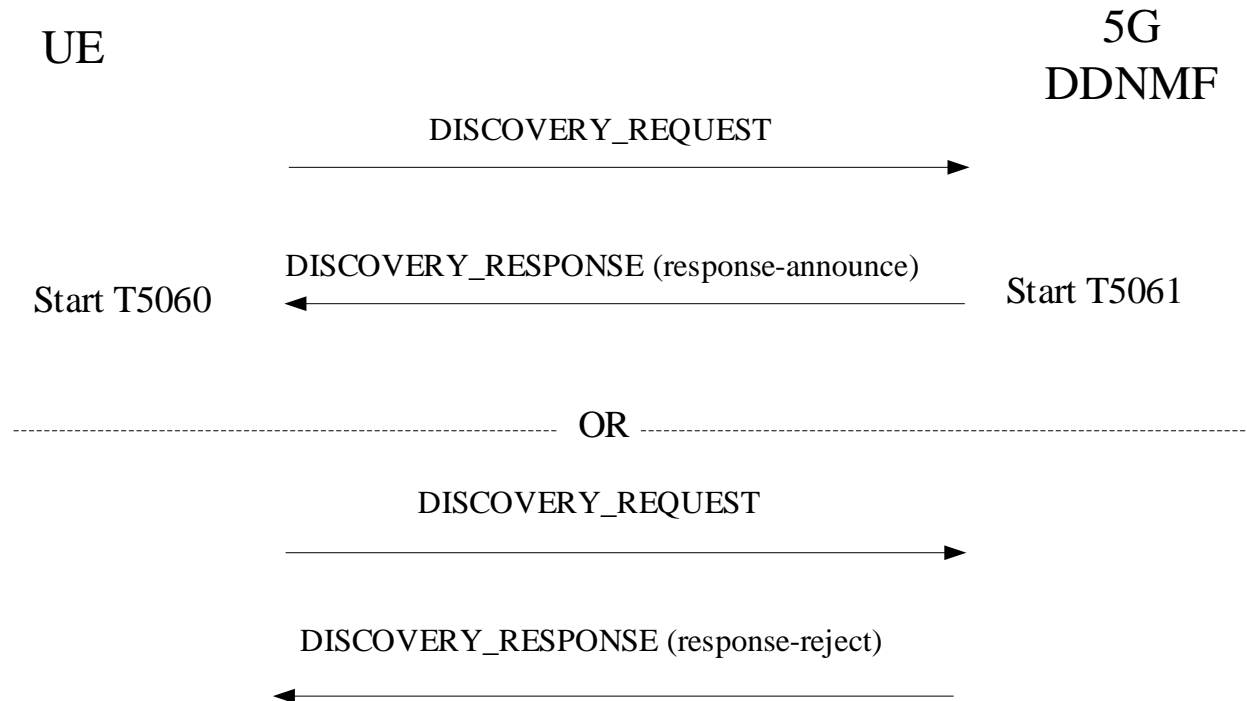 UE
5G
DDNMF
DISCOVERY_REQUEST
DISCOVERY_RESPONSE (response-announce)
Start T5060
Start T5061
OR
DISCOVERY_REQUEST
DISCOVERY_RESPONSE (response-reject)